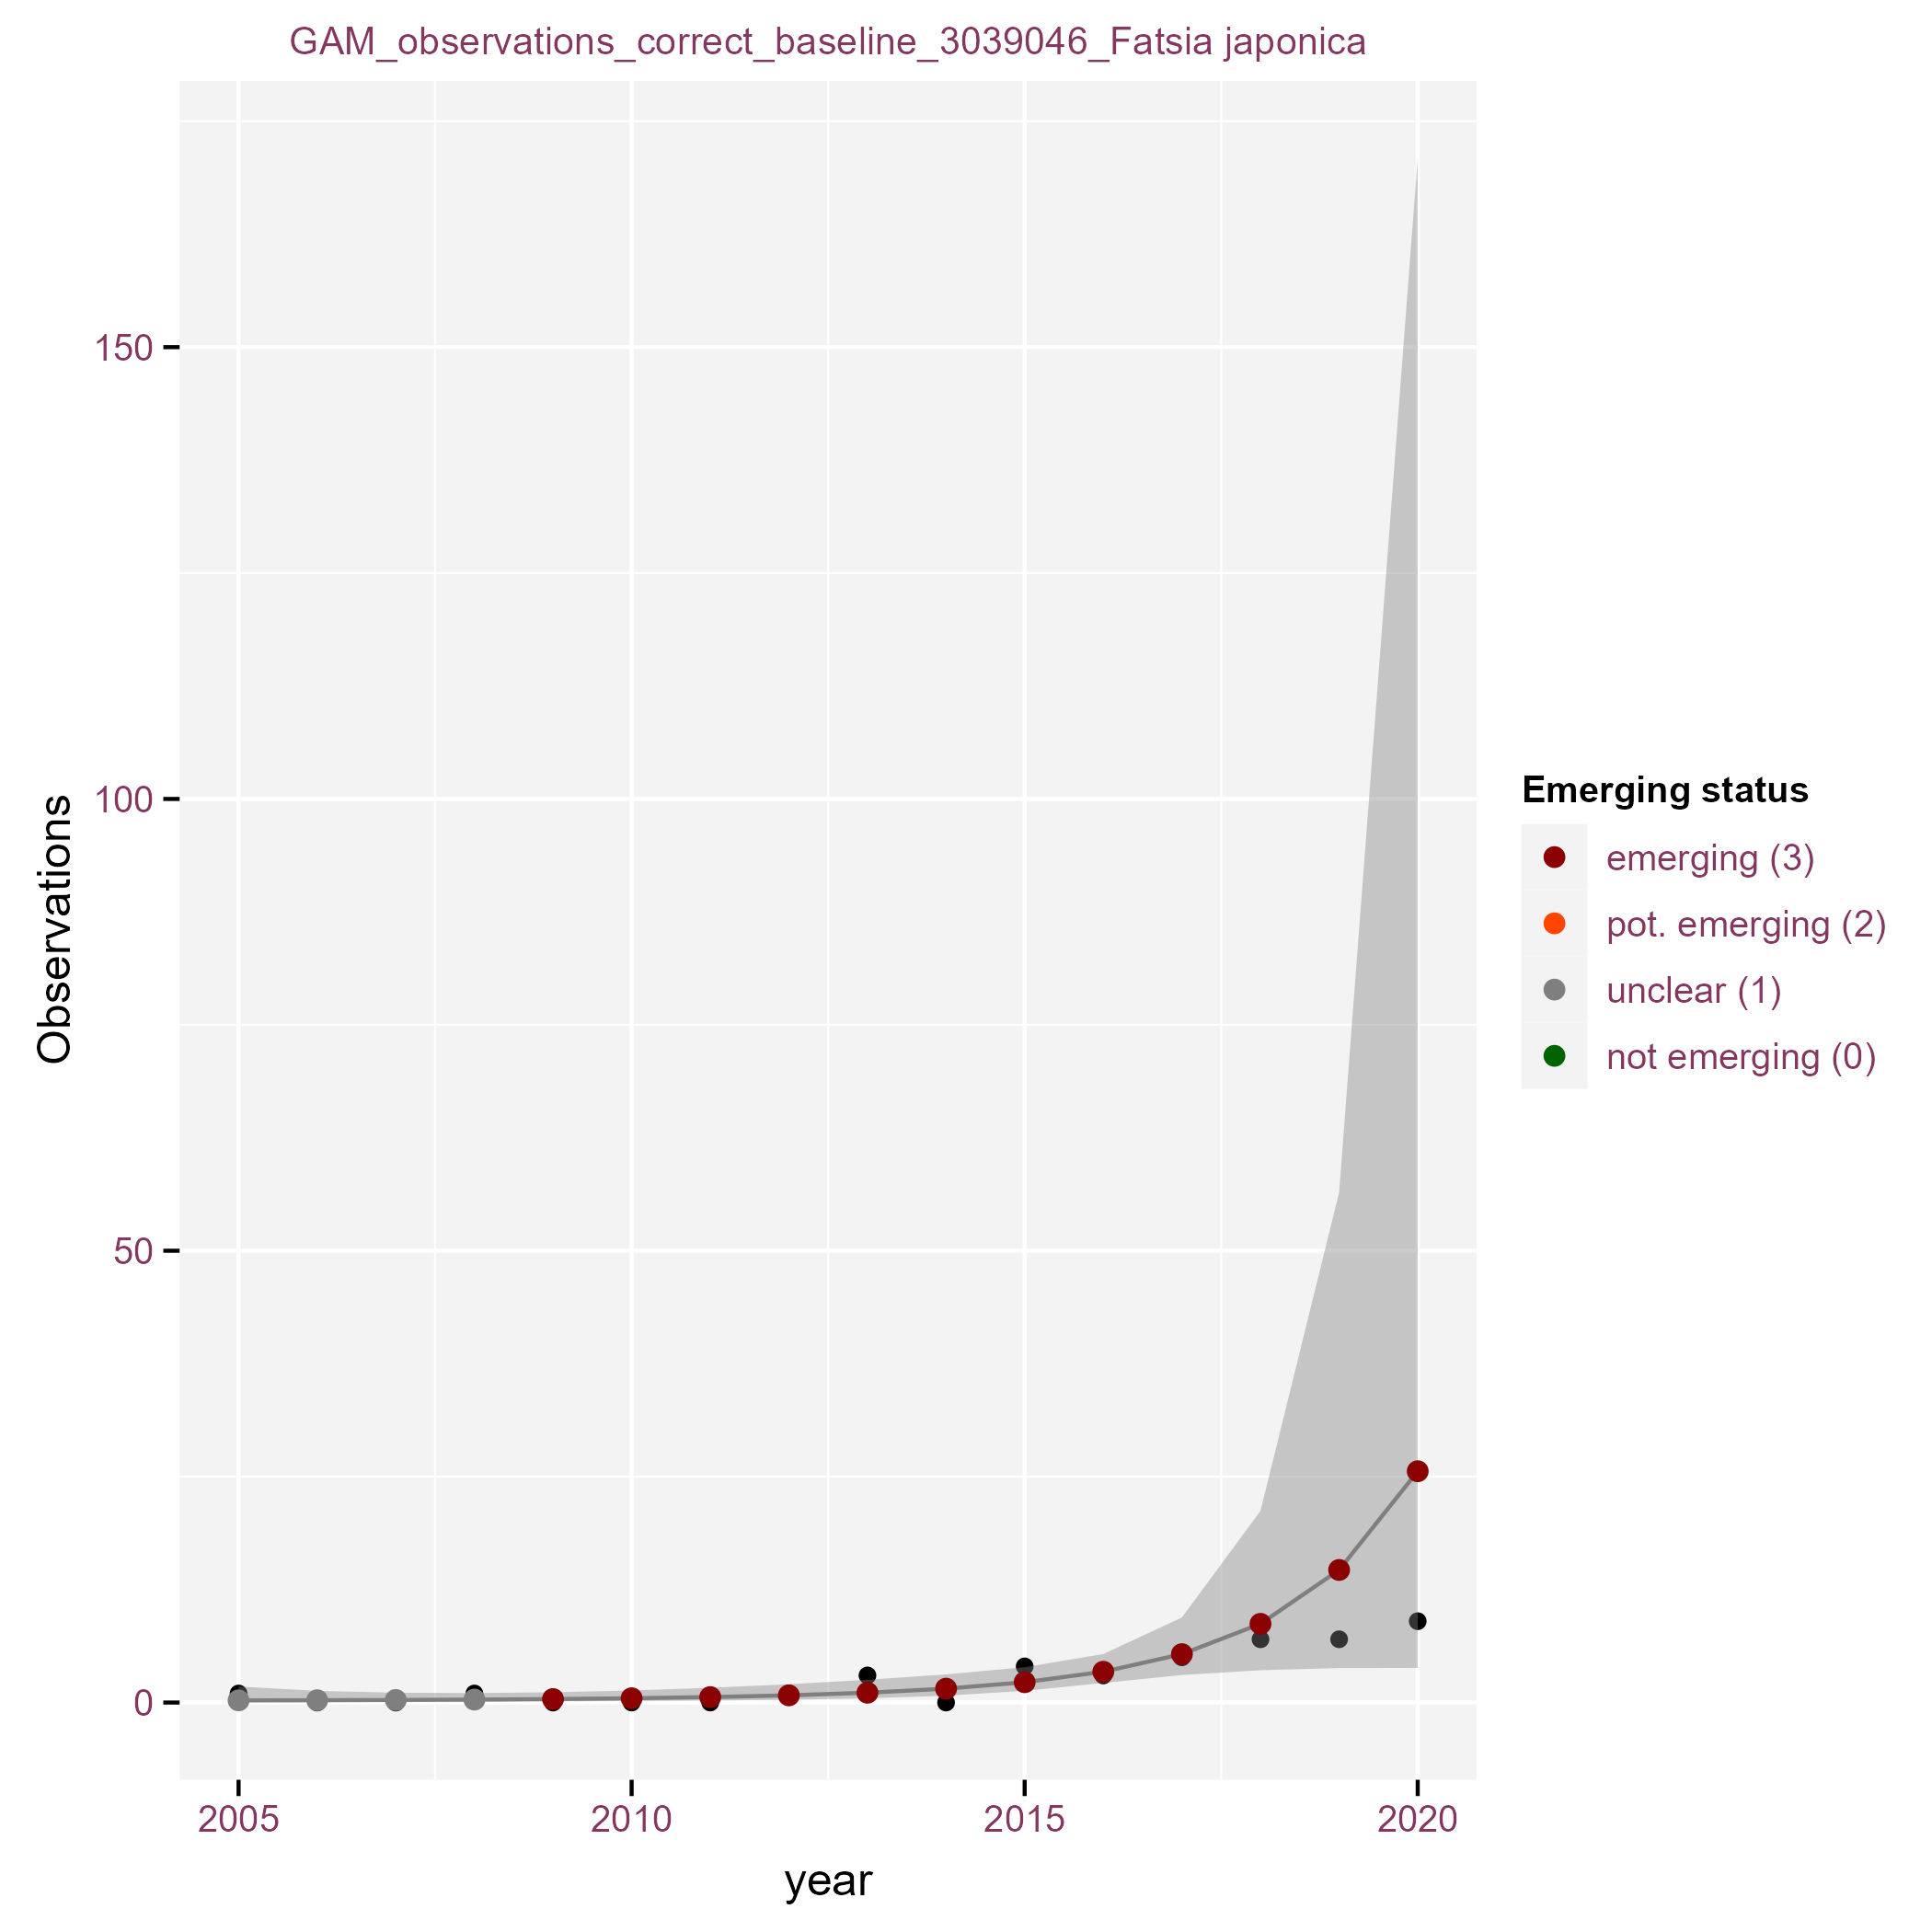 GAM_observations_correct_baseline_3039046_Fatsia japonica
150
100
50
0
Observations
2005
2010
2015
2020
year
Emerging status
emerging (3)
pot. emerging (2)
unclear (1)
not emerging (0)